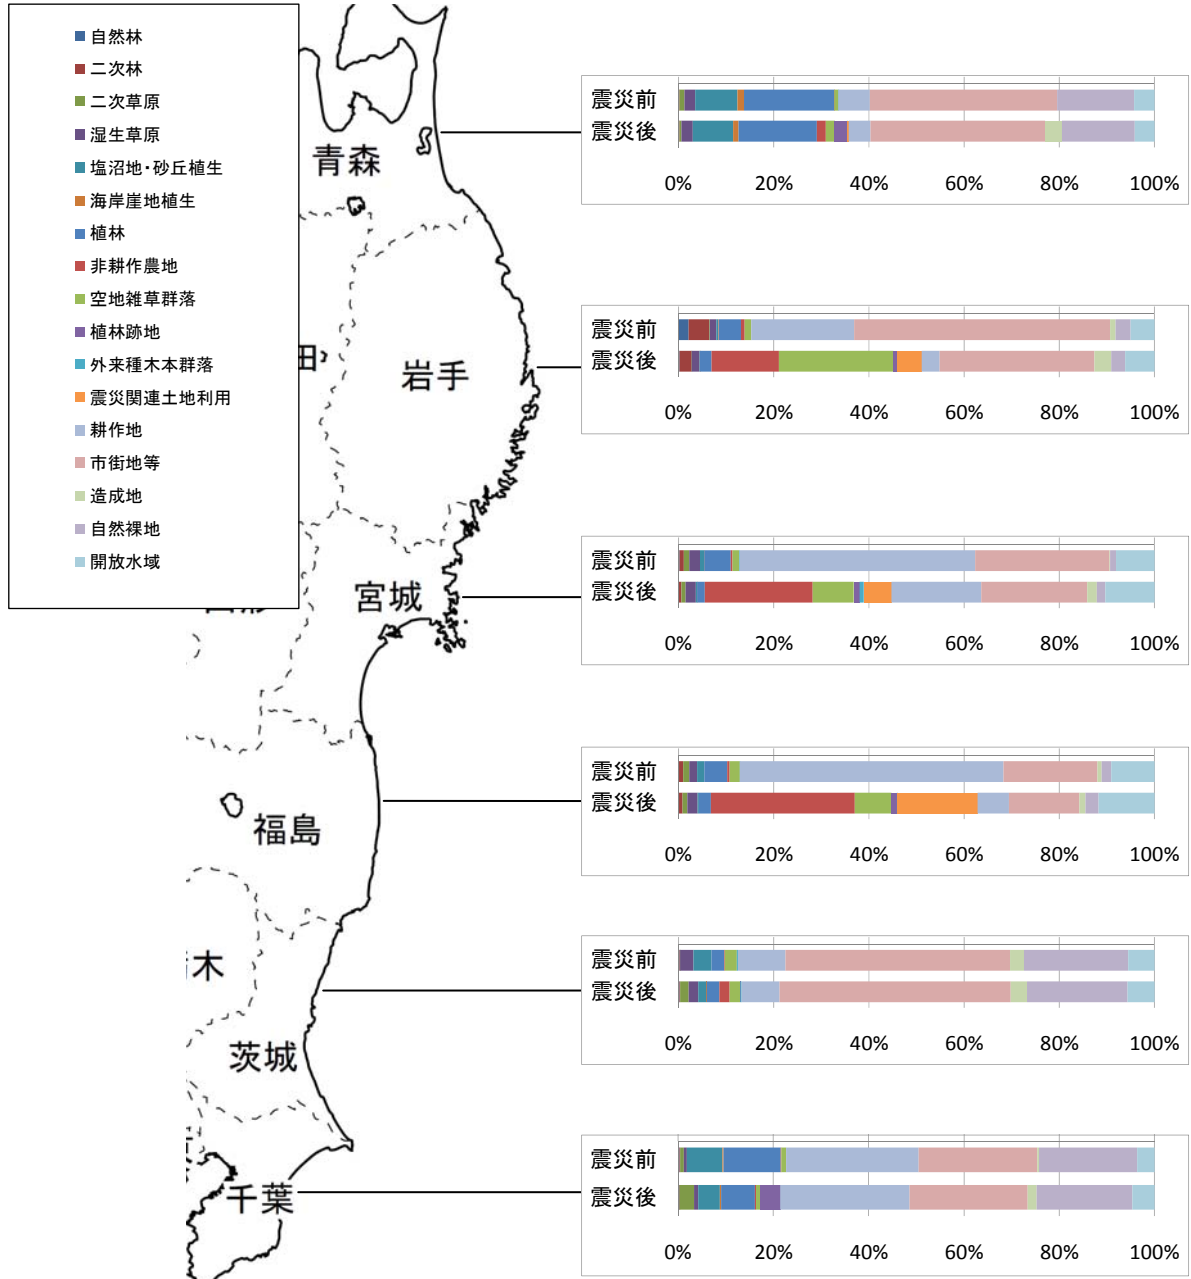 自然林
二次林
二次草原
湿生草原
塩沼地・砂丘植生
海岸崖地植生
植林
非耕作農地
空地雑草群落
植林跡地
外来種木本群落
震災関連土地利用
耕作地
市街地等
造成地
自然裸地
開放水域
青森
震災前
震災後
0% 20% 40% 60% 80% 100%
田
岩手
震災前
震災後
0% 20% 40% 60% 80% 100%
宮城
震災前
震災後
0% 20% 40% 60% 80% 100%
福島
震災前
震災後
0% 20% 40% 60% 80% 100%
木
茨城
震災前
震災後
0% 20% 40% 60% 80% 100%
千葉
震災前
震災後
0% 20% 40% 60% 80% 100%